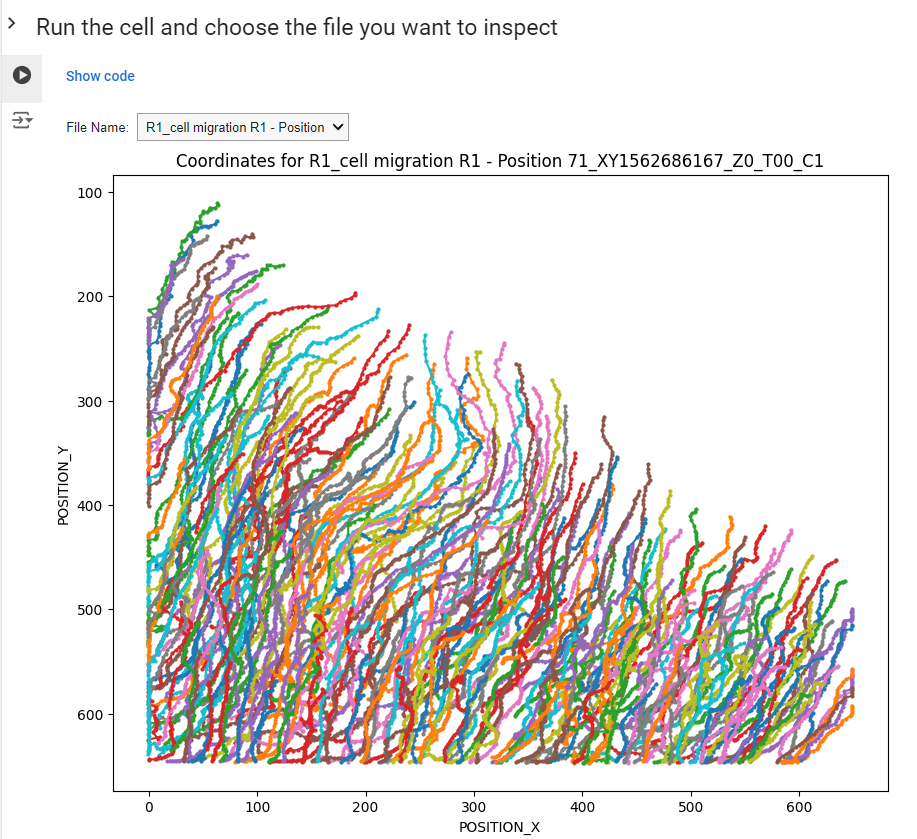 Run the cell and choose the file you want to inspect
Show code
File Name: R1_cell migration R1 - Position
Coordinates for R1_cell migration R1 - Position 71_XY1562686167_Z0_T00_C1
100
200
300
400
500
600
POSITION_Y
0 100 200 300 400 500 600
POSITION_X